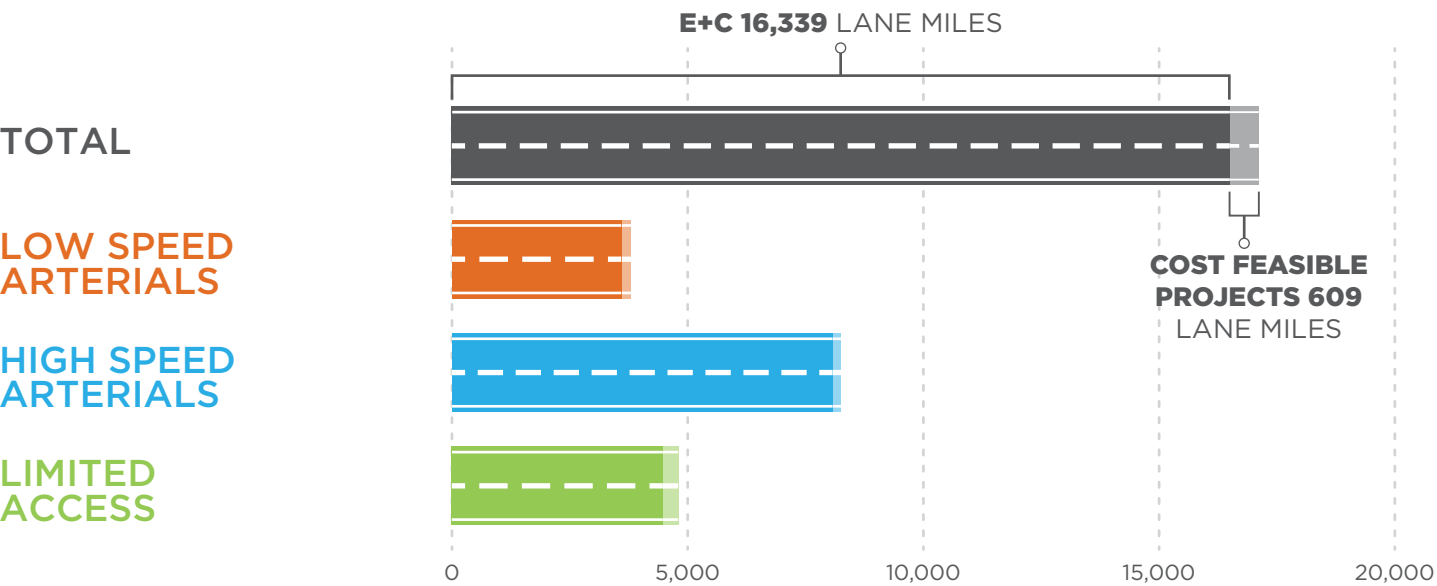 E+C 16,339 LANE MILES
TOTAL
LOW SPEED
ARTERIALS
COST FEASIBLE
PROJECTS 609
LANE MILES
HIGH SPEED
ARTERIALS
LIMITED
ACCESS
0 5,000 10,000 15,000 20,000